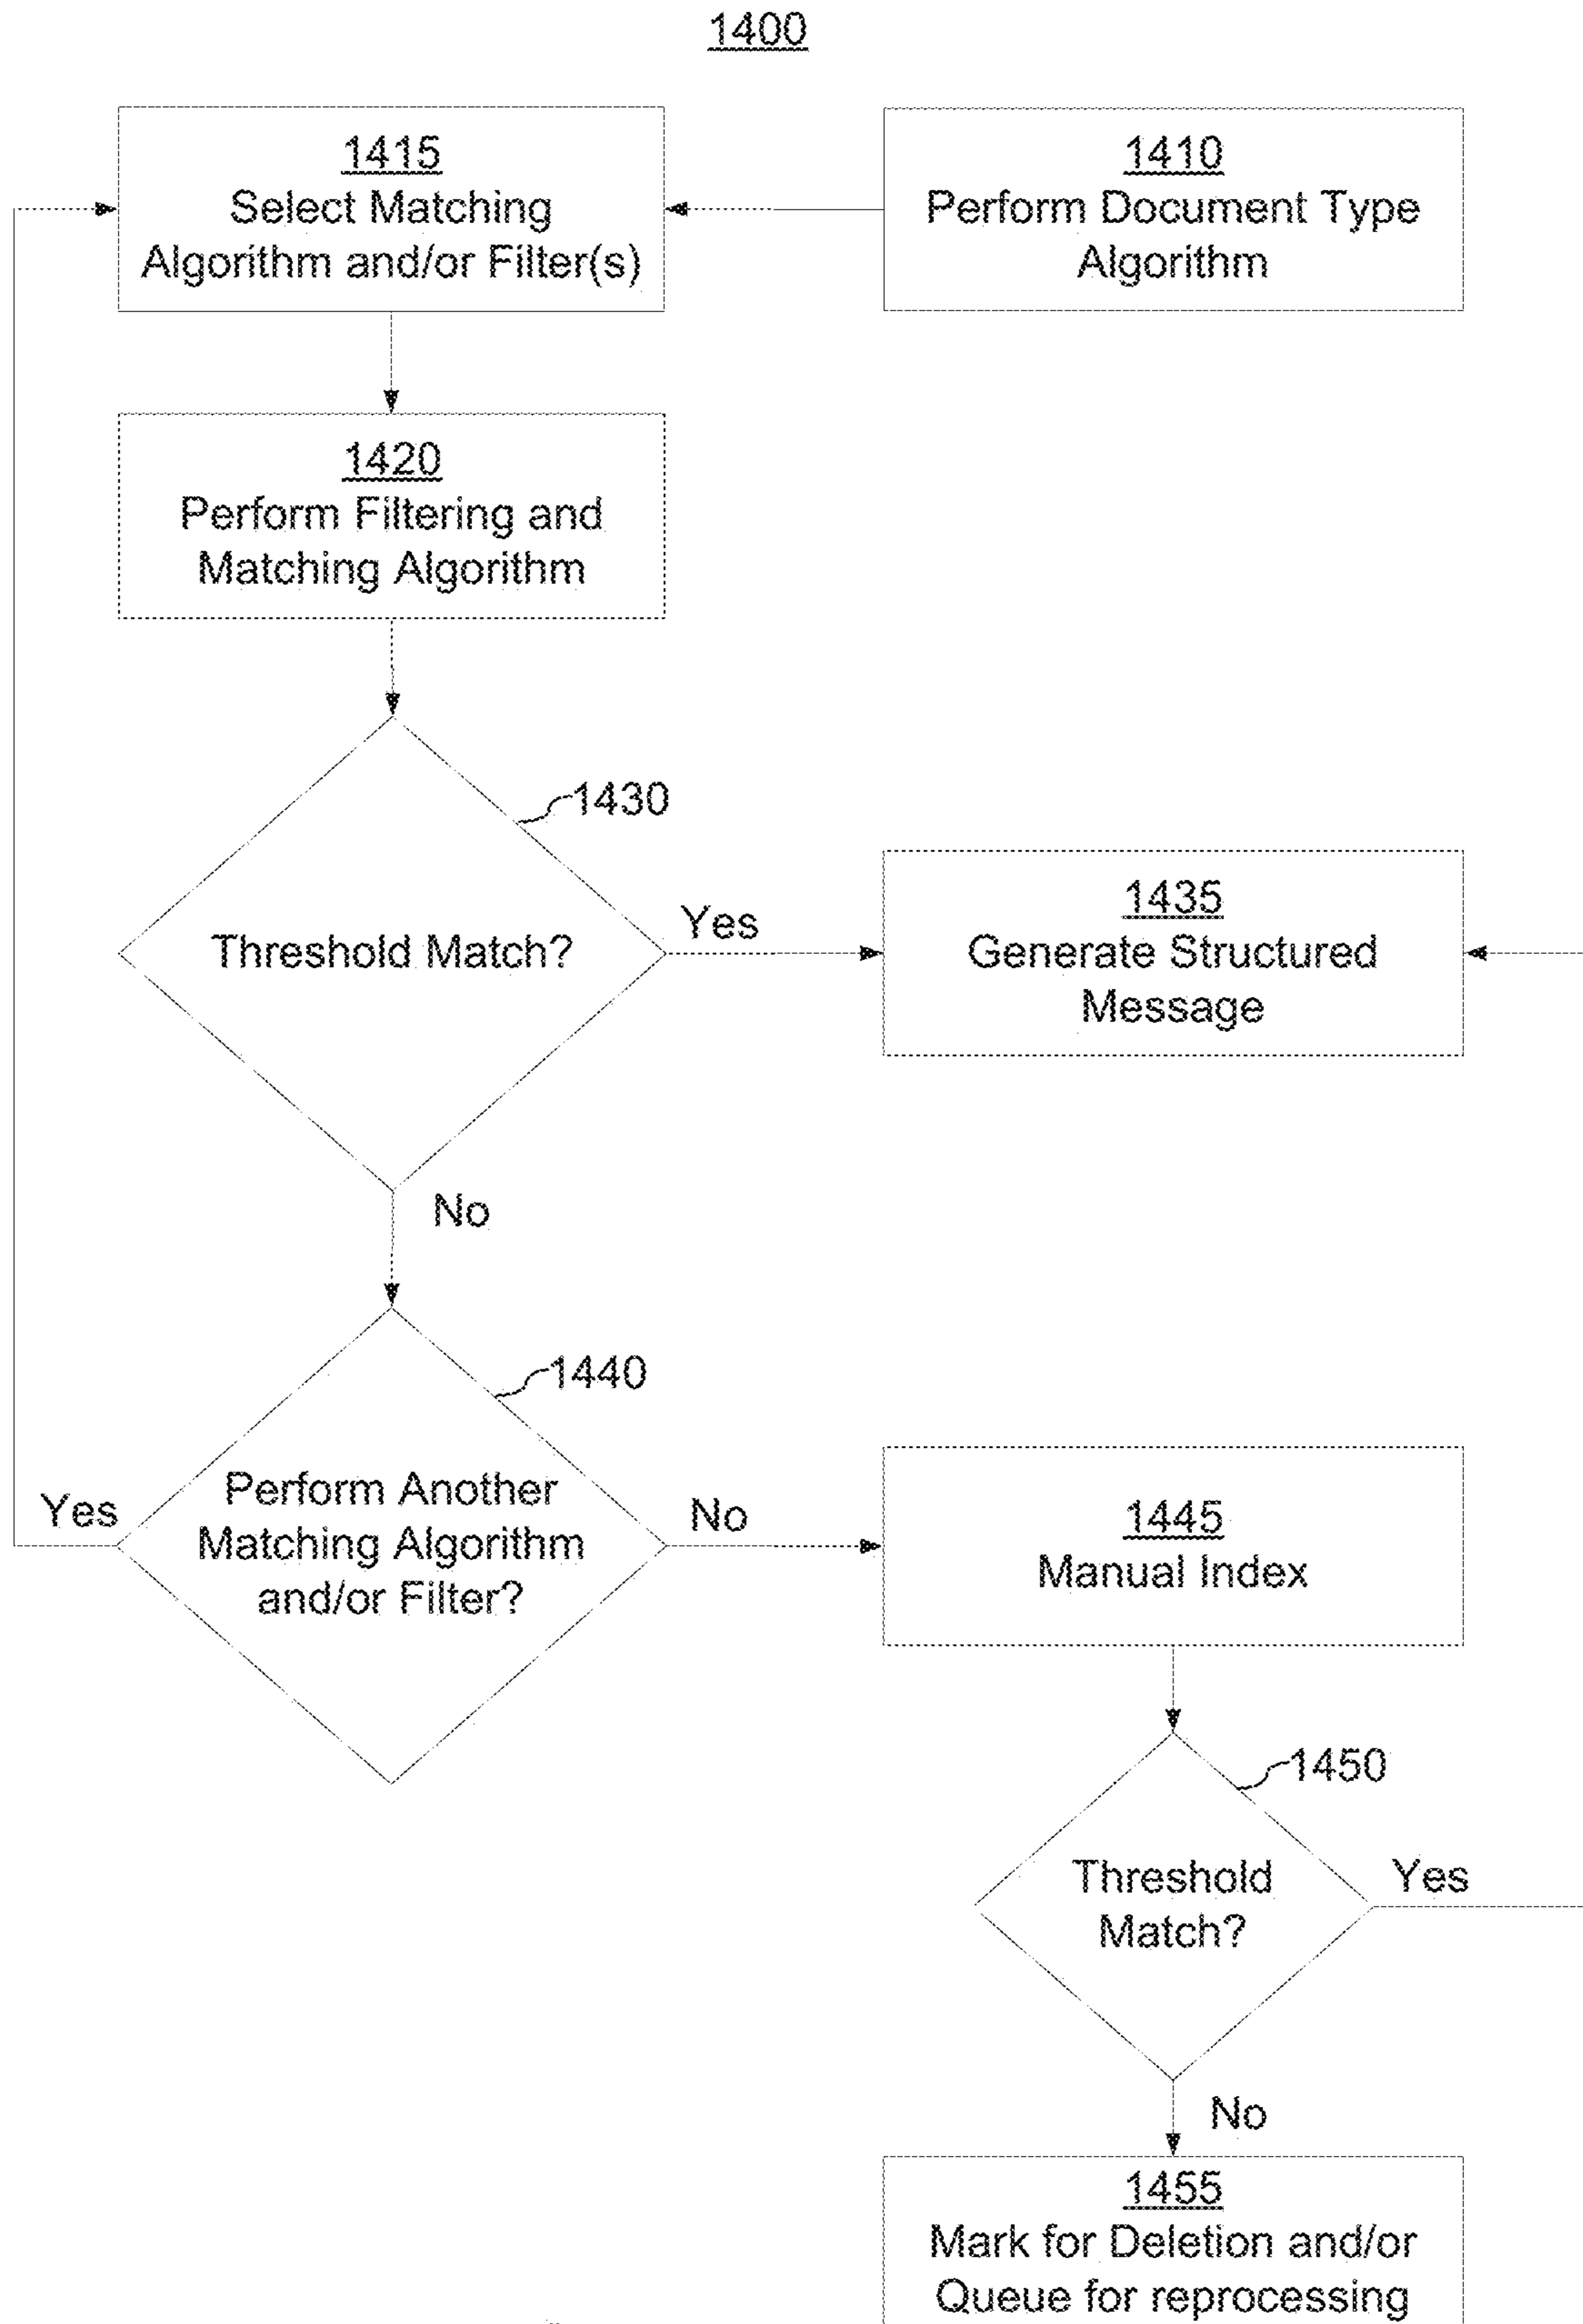 1400
1415
Select Matching
Algorithm and/or Filter(s)
1410
Perform Document Type
Algorithm
1420
Perform Filtering and
Matching Algorithm
1430
Threshold Match?
Yes
1435
Generate Structured
Message
No
1440
Perform Another
Matching Algorithm
and/or Filter?
Yes
No
1445
Manual Index
1450
Threshold
Match?
Yes
No
1455
Mark for Deletion and/or
Queue for reprocessing